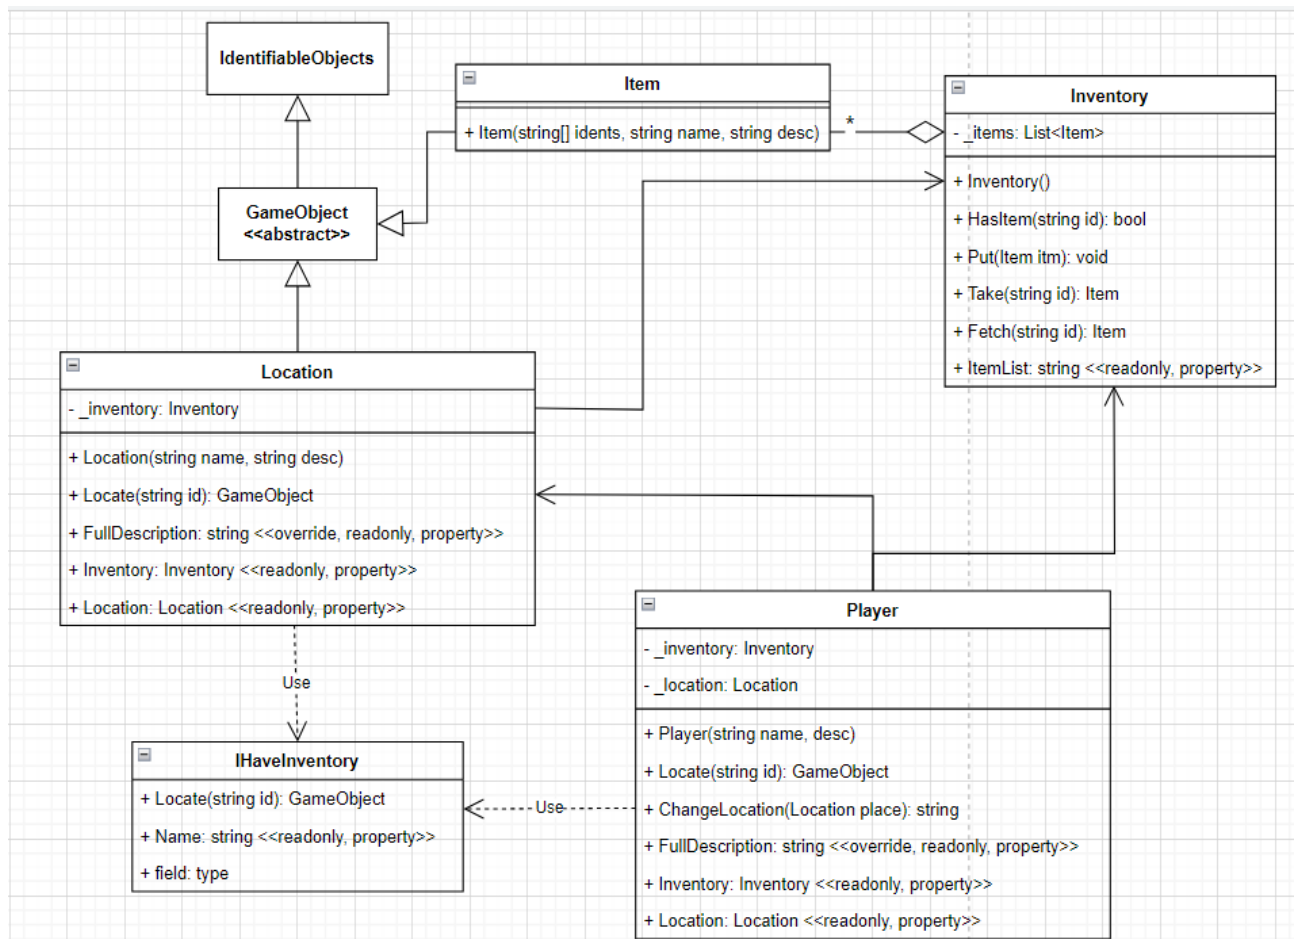 IdentifiableObjects
GameObject
<<abstract>>
Item
+ Item(string[] idents, string name, string desc)
*
Inventory
- _items: List<Item>
+ Inventory()
+ HasItem(string id): bool
+ Put(Item itm): void
+ Take(string id): Item
+ Fetch(string id): Item
+ ItemList: string <<readonly, property>>
Location
- _inventory: Inventory
+ Location(string name, string desc)
+ Locate(string id): GameObject
+ FullDescription: string <<override, readonly, property>>
+ Inventory: Inventory <<readonly, property>>
+ Location: Location <<readonly, property>>
Use
IHaveInventory
+ Locate(string id): GameObject
+ Name: string <<readonly, property>>
+ field: type
Use
Player
- _inventory: Inventory
- _location: Location
+ Player(string name, desc)
+ Locate(string id): GameObject
+ ChangeLocation(Location place): string
+ FullDescription: string <<override, readonly, property>>
+ Inventory: Inventory <<readonly, property>>
+ Location: Location <<readonly, property>>